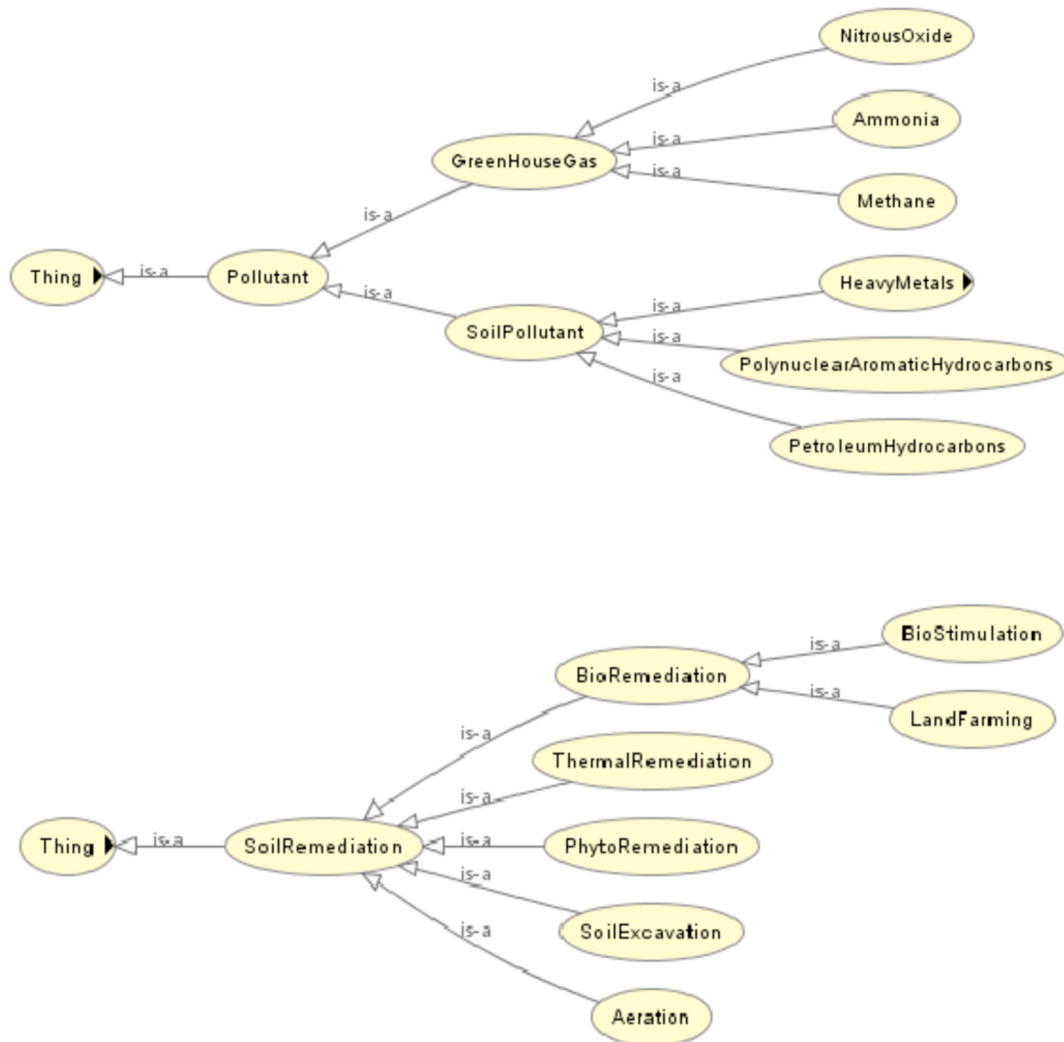 NitrousOxide
is-a
Ammonia
is-a
GreenHouseGas
is-a
Methane
is-a
Thing
is-a
Pollutant
is-a
HeavyMetals
is-a
SoilPollutant
is-a
PolynuclearAromaticHydrocarbons
is-a
PetroleumHydrocarbons
BioStimulation
is-a
BioRemediation
is-a
LandFarming
is-a
ThermalRemediation
is-a
Thing
is-a
SoilRemediation
is-a
PhytoRemediation
is-a
SoilExcavation
is-a
Aeration